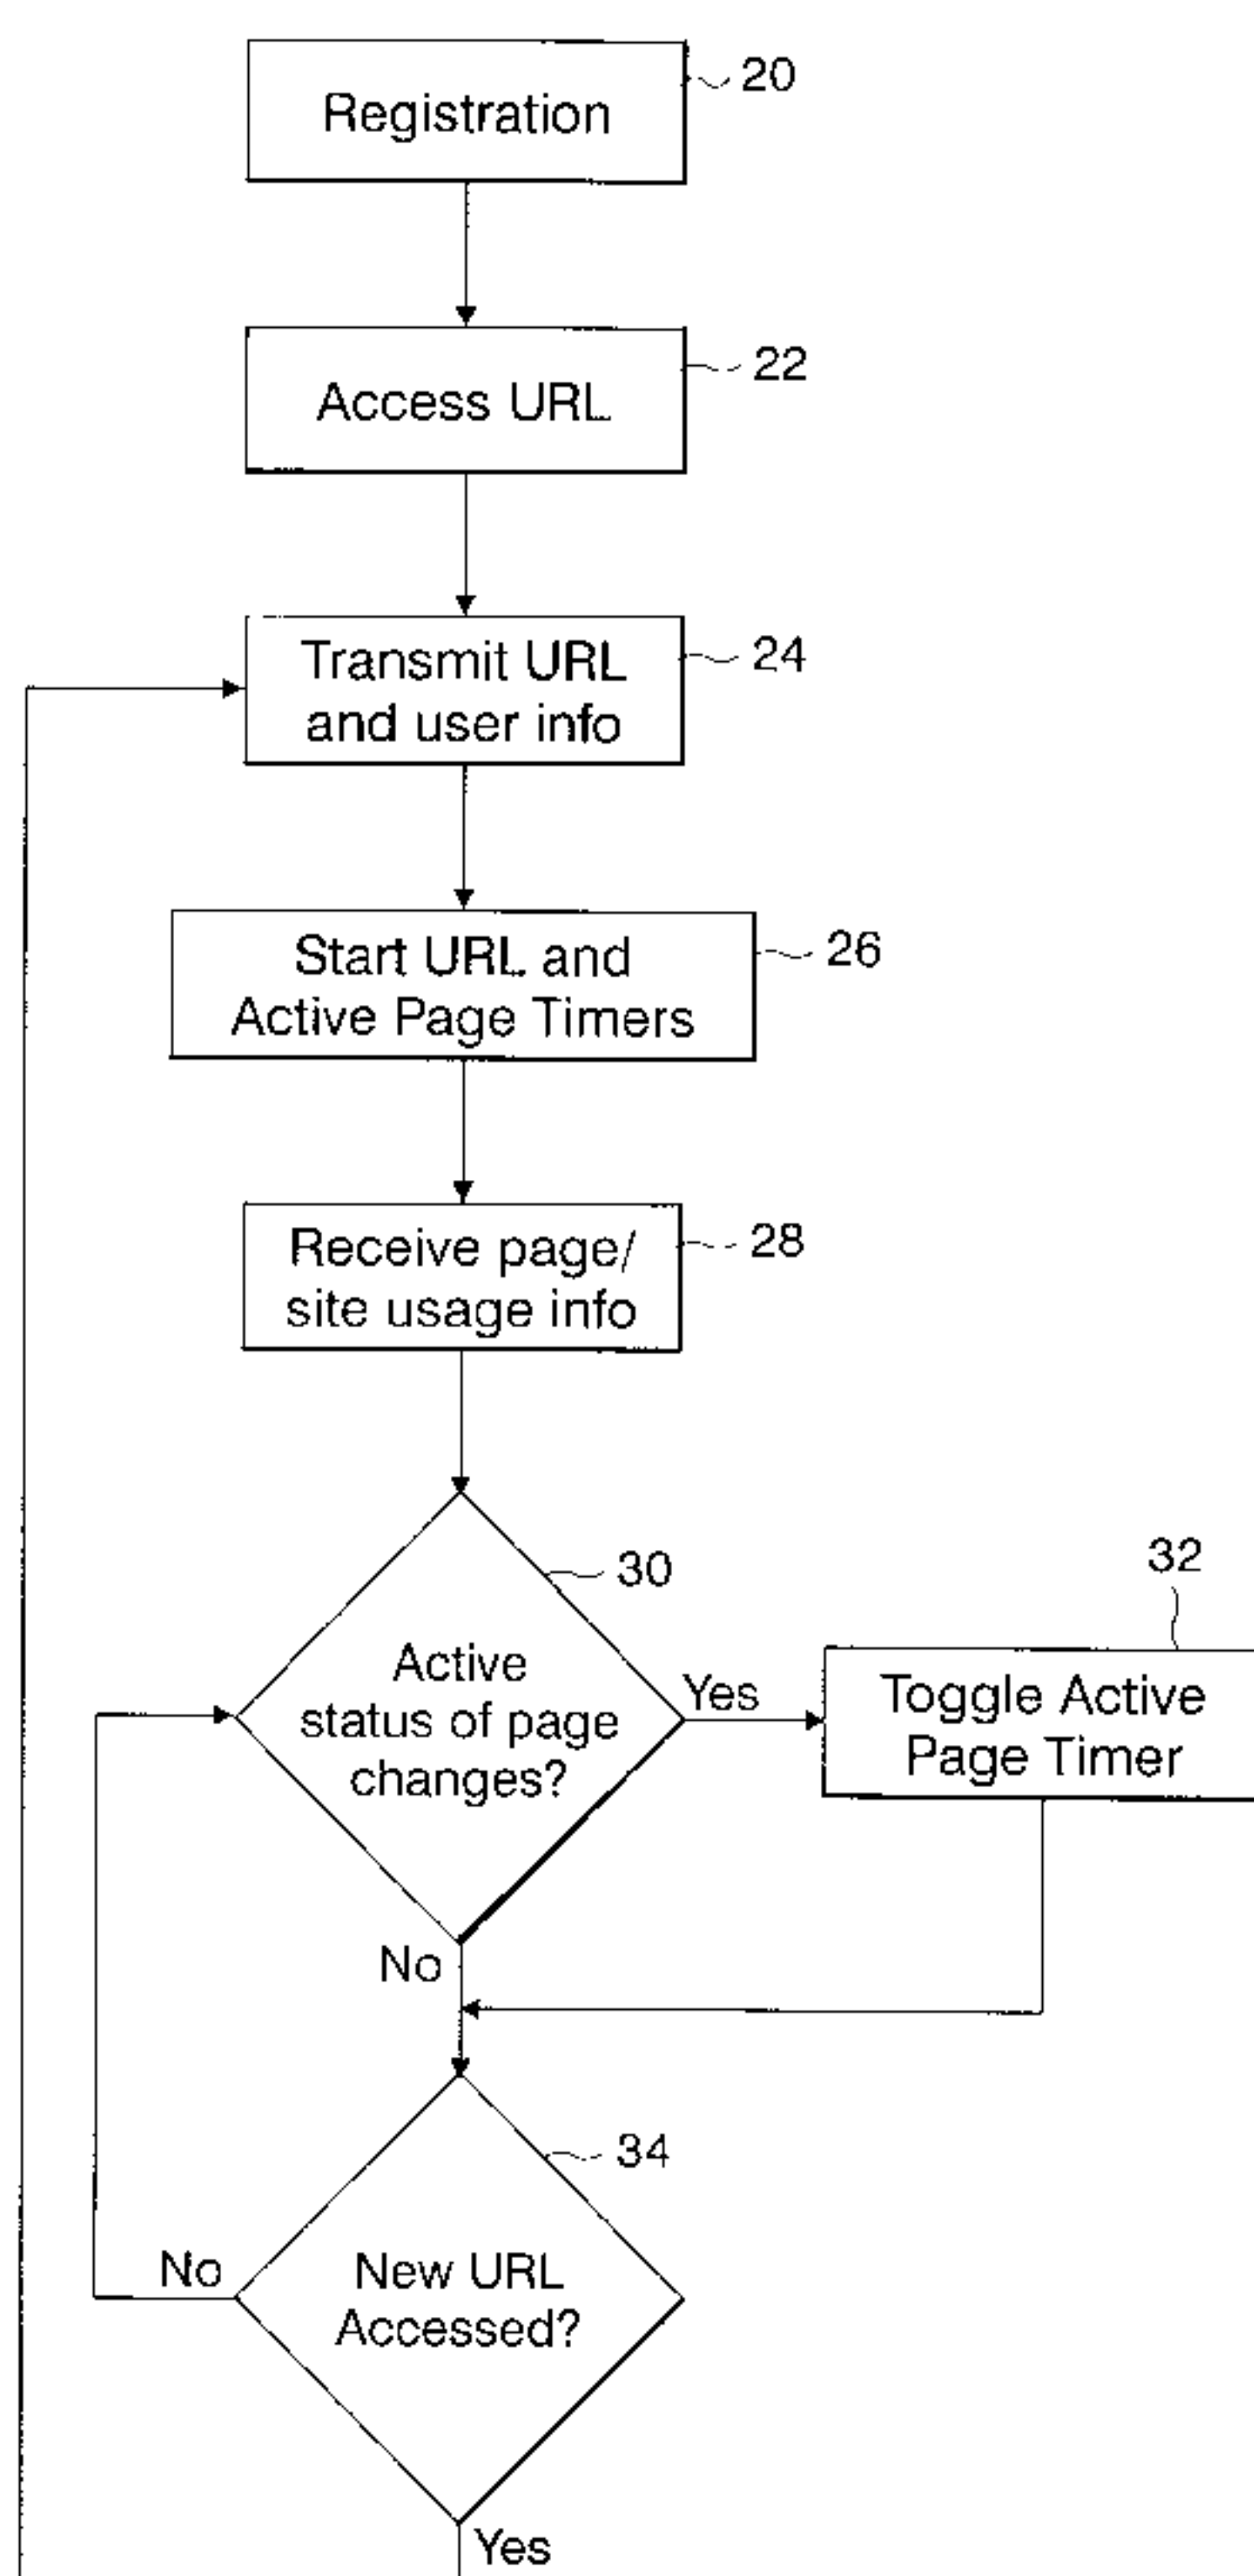 Registration
20
Access URL
22
Transmit URL
and user info
24
Start URL and
Active Page Timers
26
Receive page/
site usage info
28
30
Active
status of page
changes?
Yes
32
Toggle Active
Page Timer
No
34
New URL
Accessed?
No
Yes